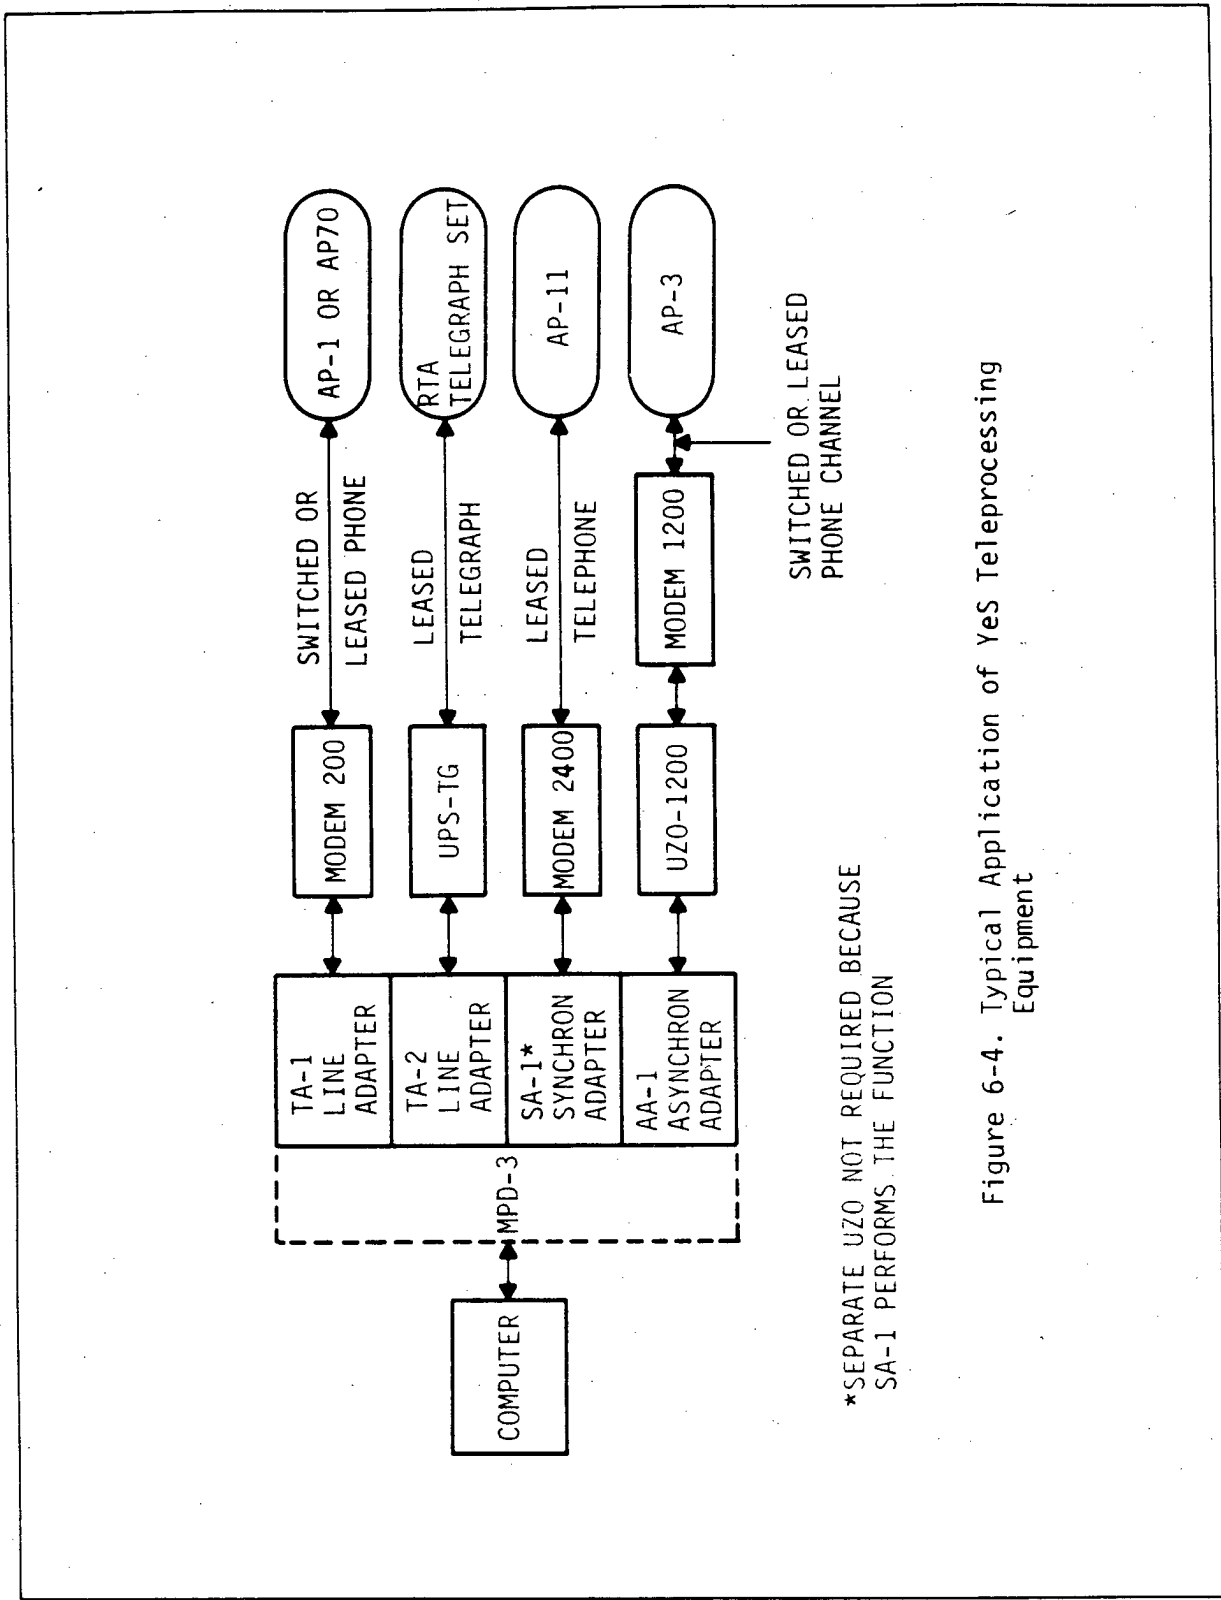 COMPUTER
MPD-3
TA-1
LINE
ADAPTER
MODEM 200
SWITCHED OR
LEASED PHONE
AP-1 OR AP70
TA-2
LINE
ADAPTER
UPS-TG
LEASED
TELEGRAPH
RTA
TELEGRAPH SET
SA-1*
SYNCHRON
ADAPTER
MODEM 2400
LEASED
TELEPHONE
AP-11
AA-1
ASYNCHRON
ADAPTER
UZO-1200
MODEM 1200
AP-3
SWITCHED OR LEASED
PHONE CHANNEL
*SEPARATE UZO NOT REQUIRED BECAUSE
SA-1 PERFORMS THE FUNCTION
Figure 6-4. Typical Application of YeS Teleprocessing
Equipment